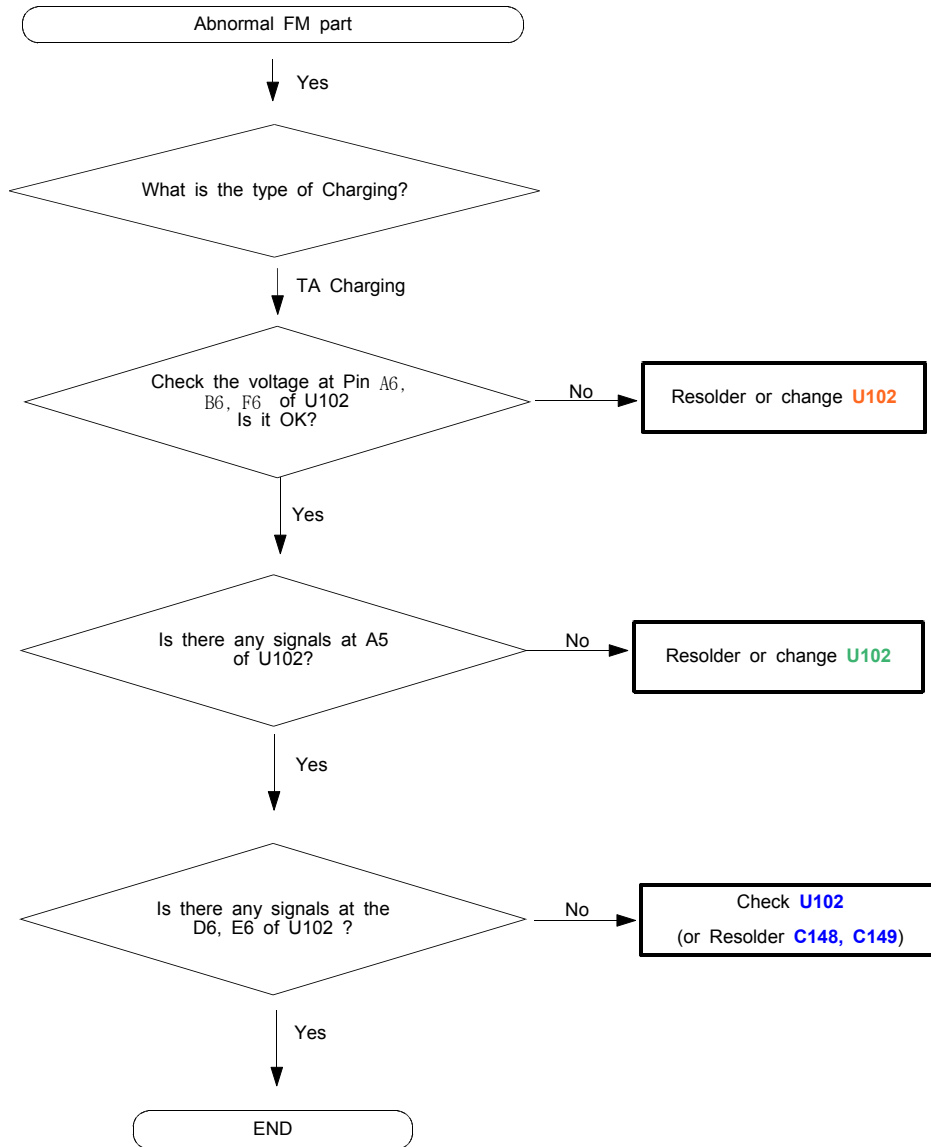 Abnormal FM part
Yes
What is the type of Charging?
TA Charging
Check the voltage at Pin A6,
B6, F6 of U102
Is it OK?
No
Resolder or change U102
Yes
Is there any signals at A5
of U102?
No
Resolder or change U102
Yes
Is there any signals at the
D6, E6 of U102 ?
No
Check U102
(or Resolder C148, C149)
Yes
END